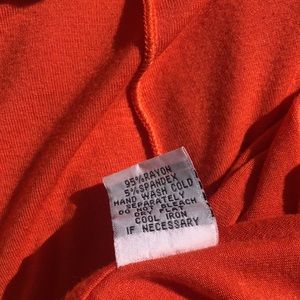 95%RAYON
5%SPANDEX
HAND WASH COLD
SEPARATELY
DO NOT BLEACH
DRY FLAT
COOL IRON
IF NECESSARY